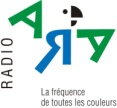 RADIO
ARA
La fréquence
de toutes les couleurs